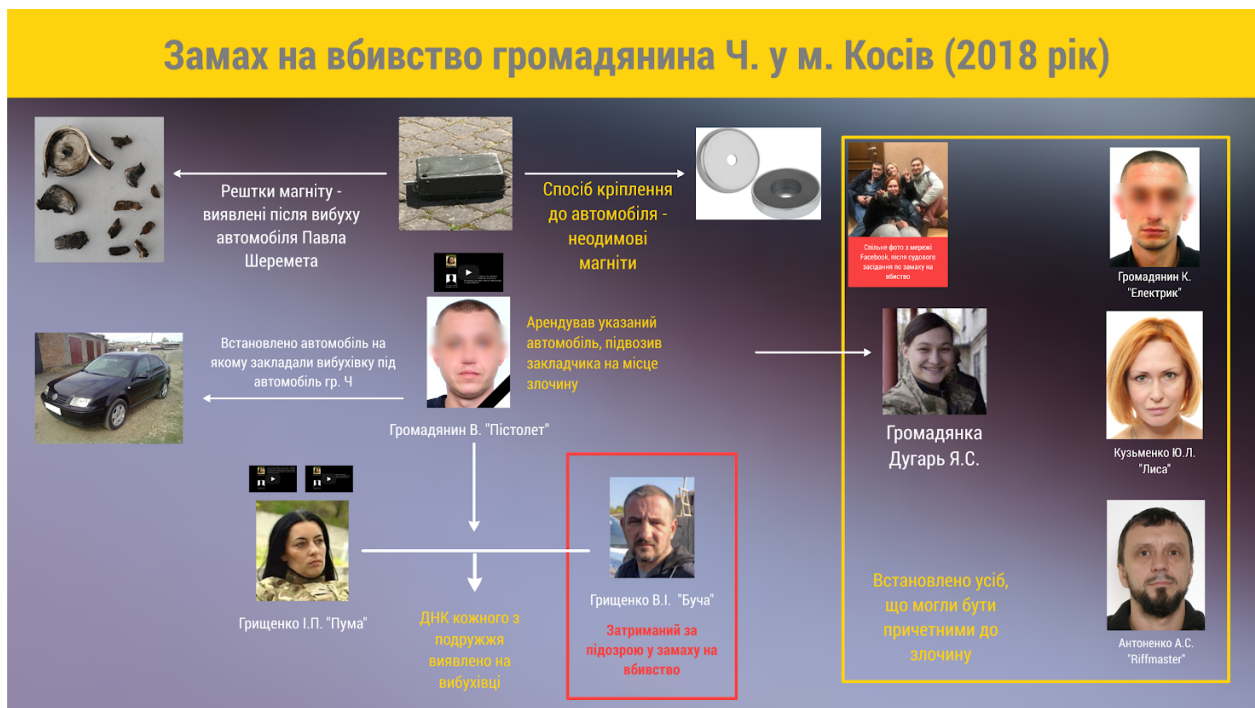 Замах на вбивство громадянина Ч. у м. Косів (2018 рік)
Рештки магніту -
виявлені після вибуху
автомобіля Павла
Шеремета
Спосіб кріплення
до автомобіля -
неодимові
магніти
Спільне фото з мережі
Facebook, після судового
засідання по замаху на
вбиство
Громадянин К.
"Електрик"
Встановлено автомобіль на
якому закладали вибухівку під
автомобіль гр. Ч
Арендував указаний
автомобіль, підвозив
закладчика на місце
злочину
Громадянин В. "Пістолет"
Громадянка
Дугарь Я.С.
Кузьменко Ю.Л.
"Лиса"
Грищенко І.П. "Пума"
ДНК кожного з
подружжя
виявлено на
вибухівці
Грищенко В.І. "Буча"
Затриманий за
підозрою у замаху на
вбивство
Встановлено усіб,
що могли бути
причетними до
злочину
Антоненко А.С.
"Riffmaster"